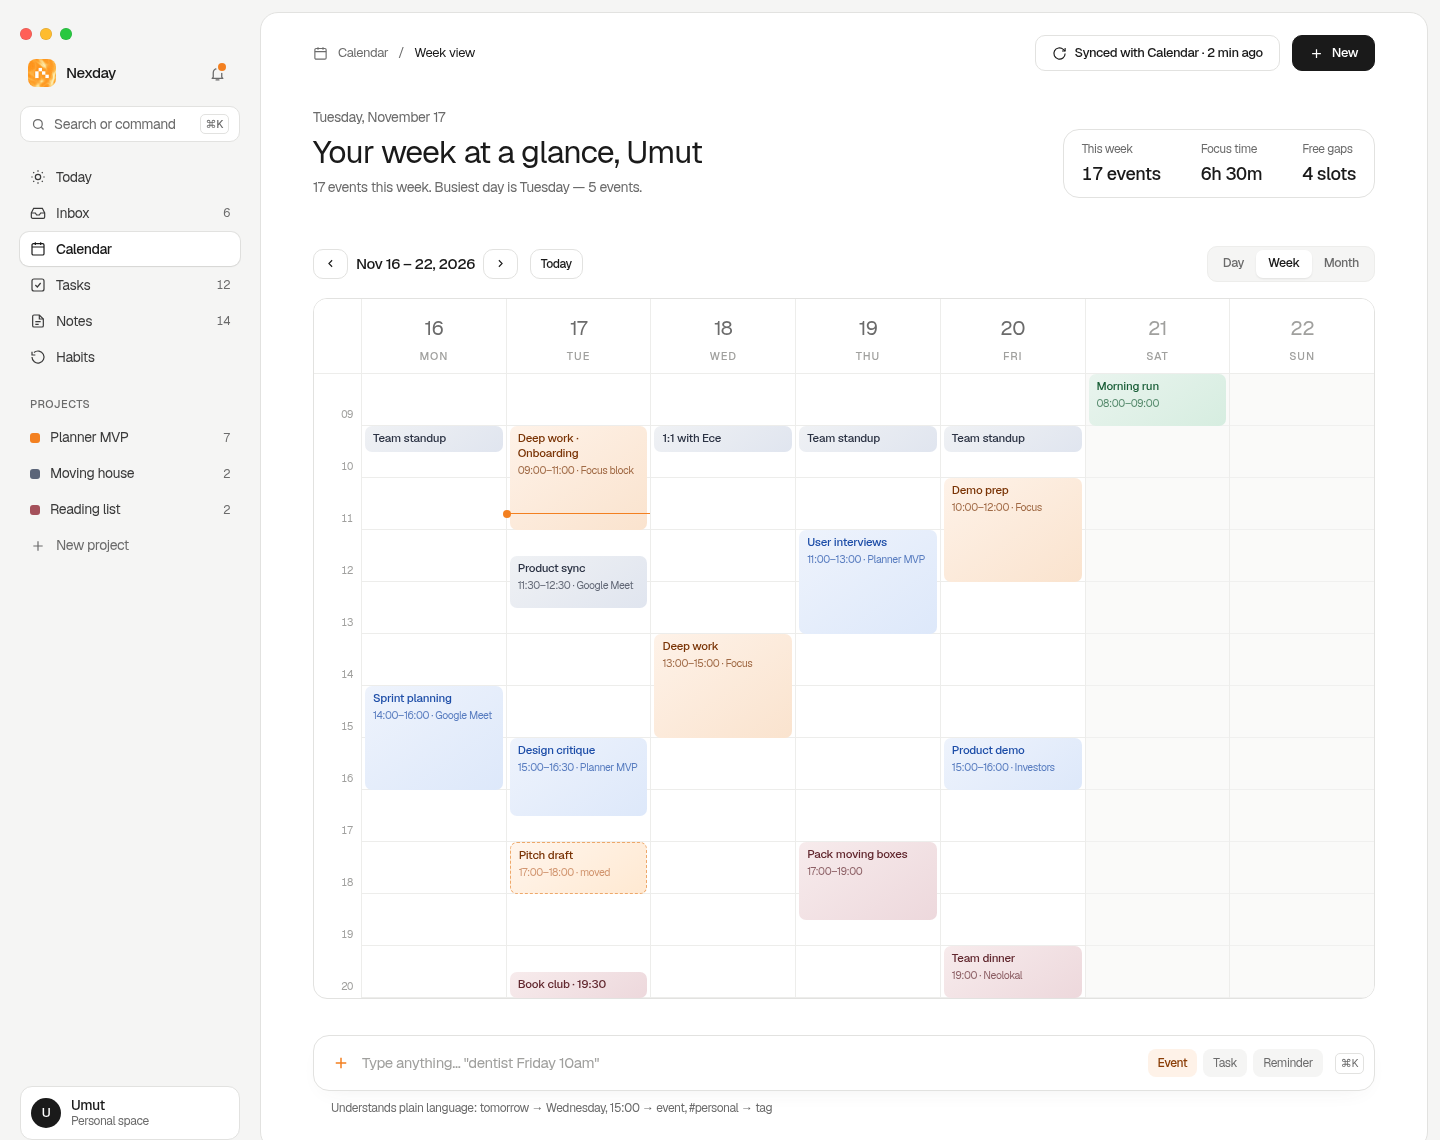 Nexday
Search or command ⌘K
Today
Inbox 6
Calendar
Tasks 12
Notes 14
Habits
PROJECTS
Planner MVP 7
Moving house 2
Reading list 2
New project
U
Umut
Personal space
Calendar / Week view
Synced with Calendar · 2 min ago
New
Tuesday, November 17
Your week at a glance, Umut
17 events this week. Busiest day is Tuesday — 5 events.
This week
17 events
Focus time
6h 30m
Free gaps
4 slots
Nov 16 – 22, 2026
Today
Day Week Month
16 17 18 19 20 21 22
MON TUE WED THU FRI SAT SUN
09
10
11
12
13
14
15
16
17
18
19
20
Team standup
Sprint planning
14:00–16:00 · Google Meet
Deep work ·
Onboarding
09:00–11:00 · Focus block
Product sync
11:30–12:30 · Google Meet
Design critique
15:00–16:30 · Planner MVP
Pitch draft
17:00–18:00 · moved
Book club · 19:30
1:1 with Ece
Deep work
13:00–15:00 · Focus
Team standup
User interviews
11:00–13:00 · Planner MVP
Pack moving boxes
17:00–19:00
Team standup
Demo prep
10:00–12:00 · Focus
Product demo
15:00–16:00 · Investors
Team dinner
19:00 · Neolokal
Morning run
08:00–09:00
Type anything... "dentist Friday 10am"
Event Task Reminder ⌘K
Understands plain language: tomorrow → Wednesday, 15:00 → event, #personal → tag